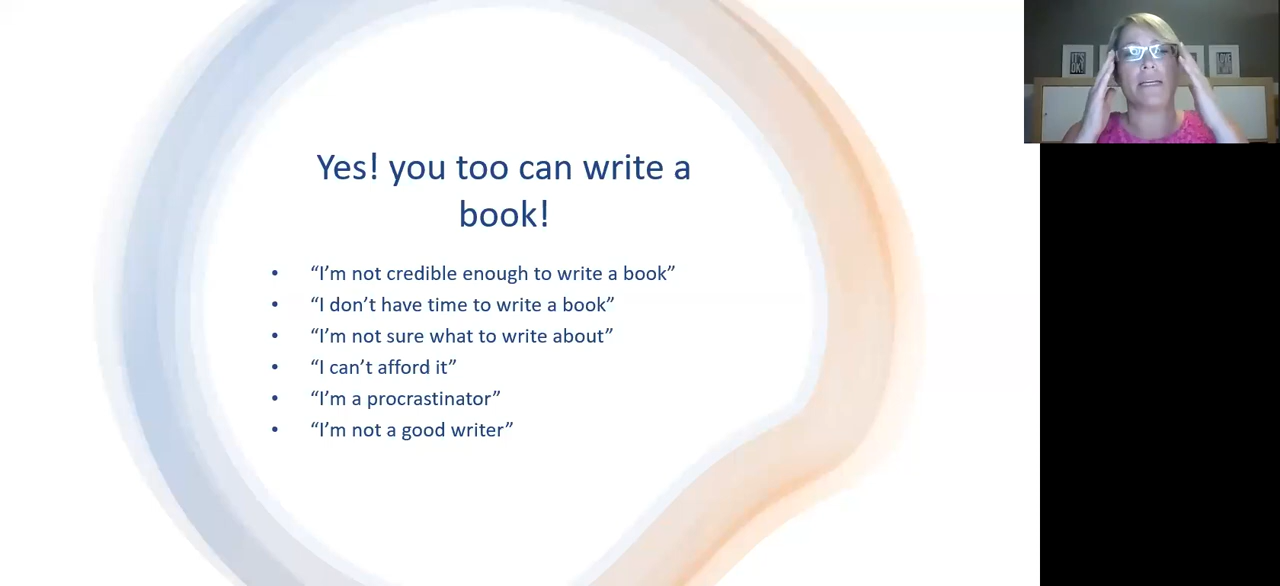 Yes! you too can write a
book!
• “I’m not credible enough to write a book”
• “I don’t have time to write a book”
• “I’m not sure what to write about”
• “I can’t afford it”
• “I’m a procrastinator”
• “I’m not a good writer”